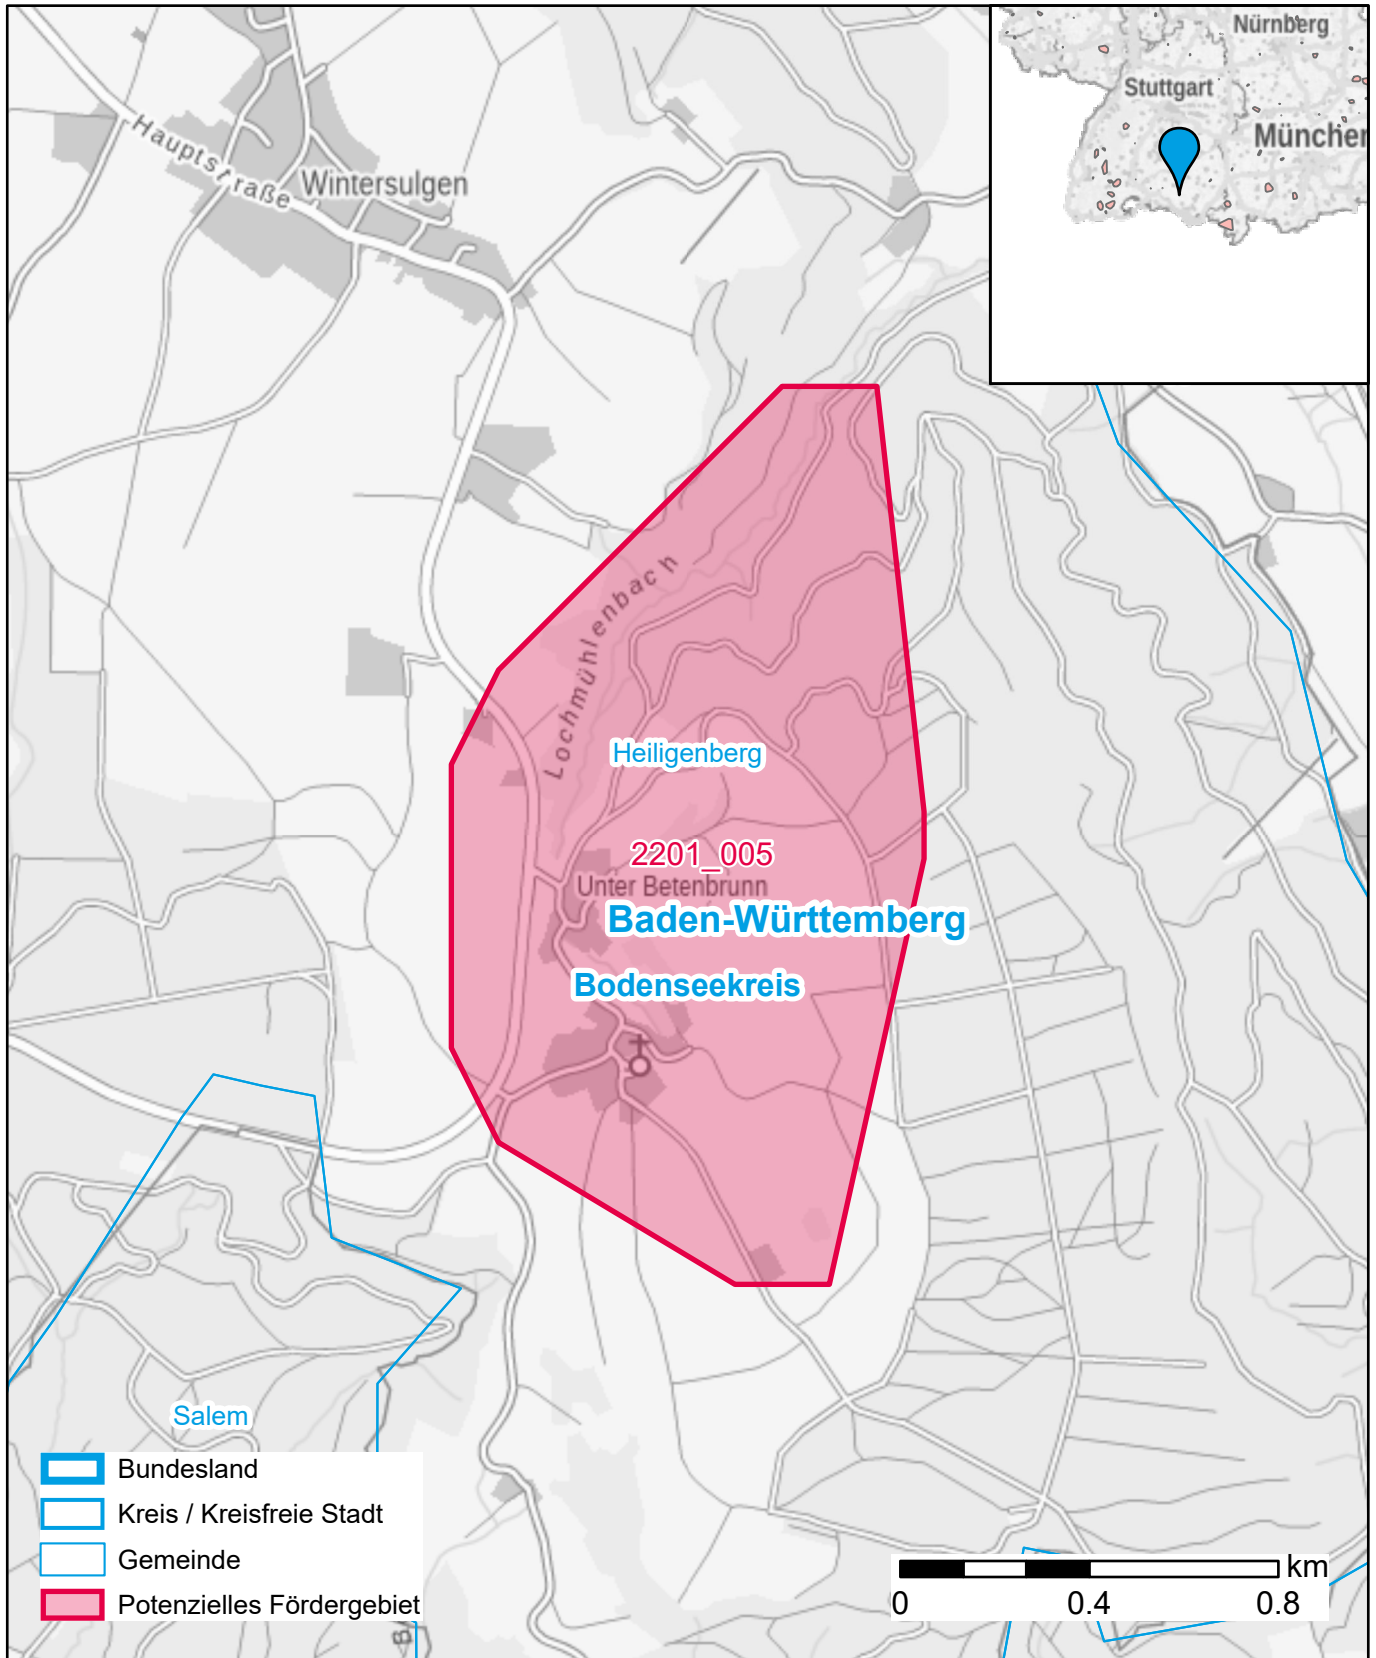 Nürnberg
Stuttgart
München
Hauptstraße
Wintersulgen
Lochmühlenbach
Heiligenberg
2201_005
Unter Betenbrunn
Baden-Württemberg
Bodenseekreis
Salem
Bundesland
Kreis / Kreisfreie Stadt
Gemeinde
Potenzielles Fördergebiet
B
km
0 0.4 0.8